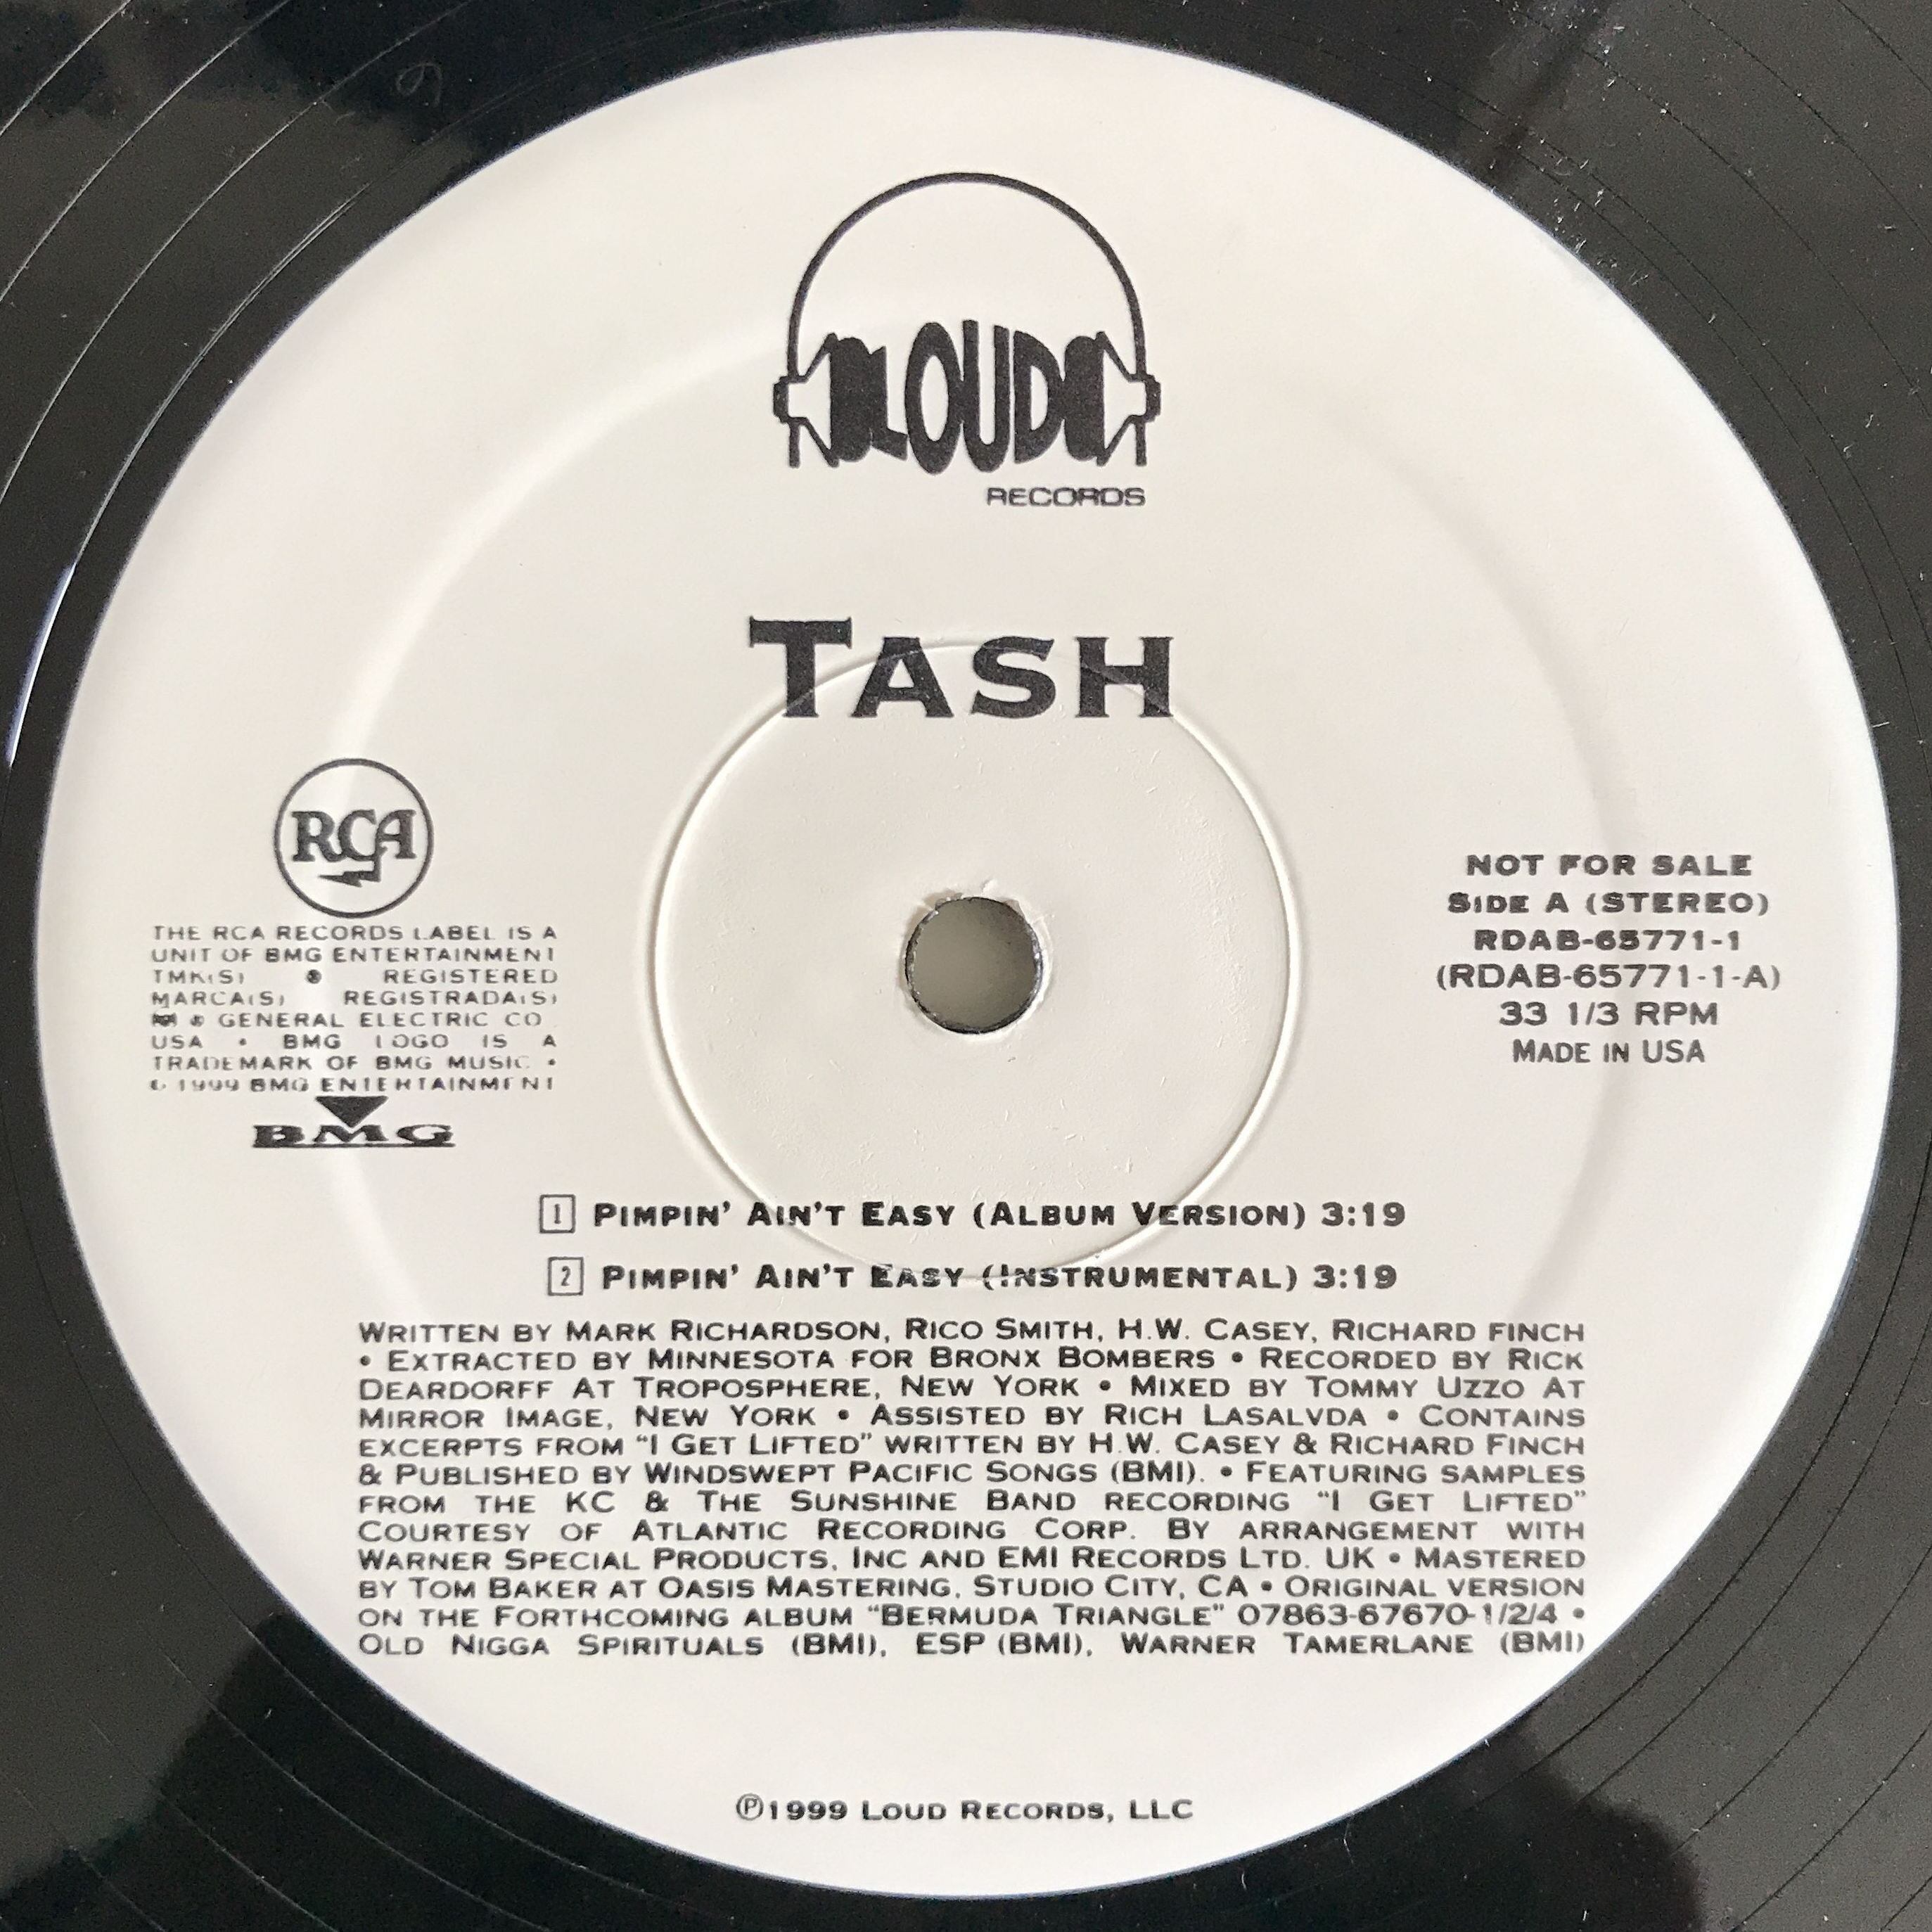 LOUD
RECORDS
TASH
RCA
THE RCA RECORDS LABEL IS A
UNIT OF BMG ENTERTAINMENT
TMK(S) ® REGISTERED
MARCA(S) REGISTRADA(S)
® GENERAL ELECTRIC CO.
USA • BMG LOGO IS A
TRADEMARK OF BMG MUSIC •
© 1999 BMG ENTERTAINMENT
BMG
NOT FOR SALE
SIDE A (STEREO)
RDAB-65771-1
(RDAB-65771-1-A)
33 1/3 RPM
MADE IN USA
1 PIMPIN' AIN'T EASY (ALBUM VERSION) 3:19
2 PIMPIN' AIN'T EASY (INSTRUMENTAL) 3:19
WRITTEN BY MARK RICHARDSON, RICO SMITH, H.W. CASEY, RICHARD FINCH
• EXTRACTED BY MINNESOTA FOR BRONX BOMBERS • RECORDED BY RICK
DEARDORFF AT TROPOSPHERE, NEW YORK • MIXED BY TOMMY UZZO AT
MIRROR IMAGE, NEW YORK • ASSISTED BY RICH LASALVDA • CONTAINS
EXCERPTS FROM "I GET LIFTED" WRITTEN BY H.W. CASEY & RICHARD FINCH
& PUBLISHED BY WINDSWEPT PACIFIC SONGS (BMI). • FEATURING SAMPLES
FROM THE KC & THE SUNSHINE BAND RECORDING "I GET LIFTED"
COURTESY OF ATLANTIC RECORDING CORP. BY ARRANGEMENT WITH
WARNER SPECIAL PRODUCTS, INC AND EMI RECORDS LTD. UK • MASTERED
BY TOM BAKER AT OASIS MASTERING, STUDIO CITY, CA • ORIGINAL VERSION
ON THE FORTHCOMING ALBUM "BERMUDA TRIANGLE" 07863-67670-1/2/4 •
OLD NIGGA SPIRITUALS (BMI), ESP (BMI), WARNER TAMERLANE (BMI)
℗1999 LOUD RECORDS, LLC